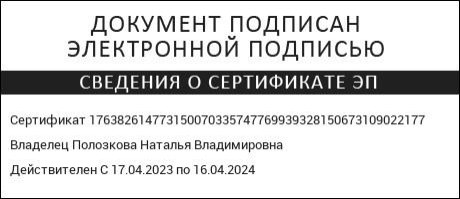 ДОКУМЕНТ ПОДПИСАН
ЭЛЕКТРОННОЙ ПОДПИСЬЮ
СВЕДЕНИЯ О СЕРТИФИКАТЕ ЭП
Сертификат 176382614773150070335747769939328150673109022177
Владелец Полозкова Наталья Владимировна
Действителен С 17.04.2023 по 16.04.2024